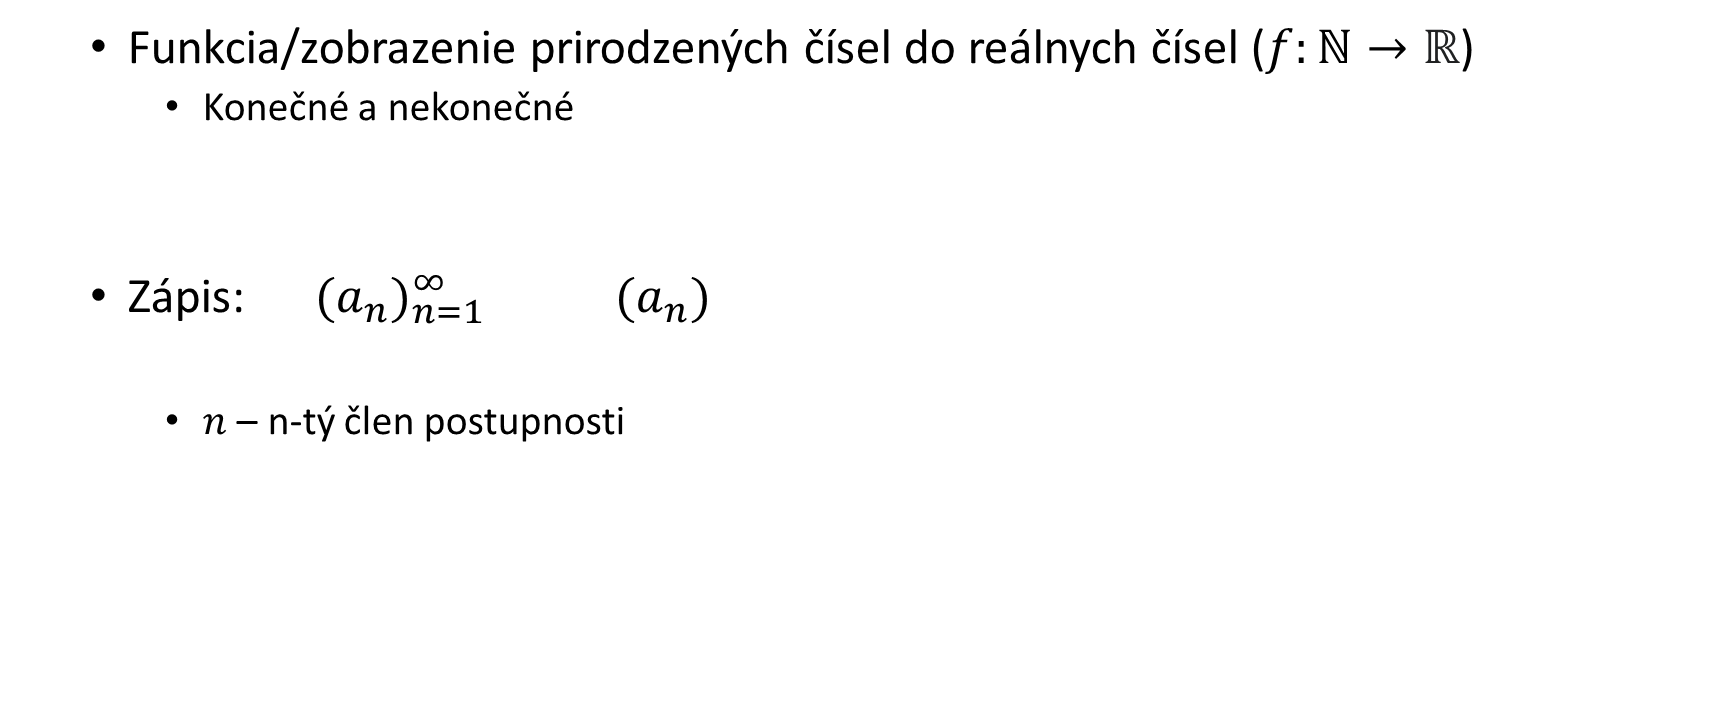 • Funkcia/zobrazenie prirodzených čísel do reálnych čísel (𝑓: ℕ → ℝ)
• Konečné a nekonečné
• Zápis: (𝑎ₙ)ₙ₌₁^∞ (𝑎ₙ)
• 𝑛 – n-tý člen postupnosti